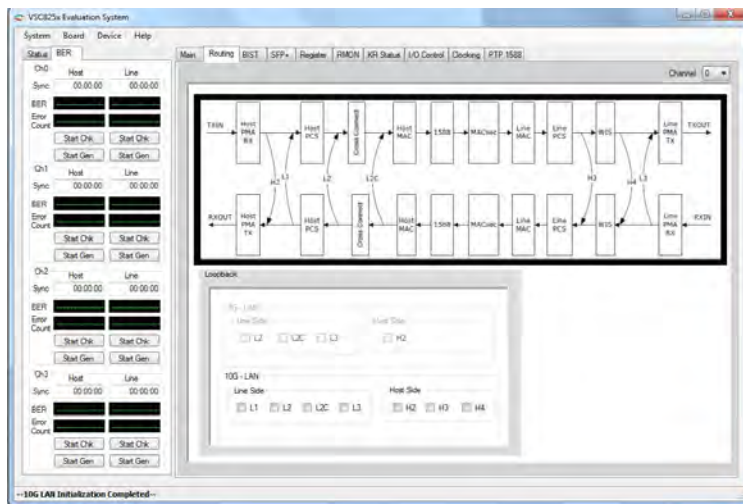 VSC825x Evaluation System
System Board Device Help
Status BER
Main Routing BIST SFP+ Register RMON KR Status I/O Control Clocking PTP 1588
Channel 0
Ch0 Host Line
Sync 00:00:00 00:00:00
BER
Error Count
Start Chk Start Chk
Start Gen Start Gen
Ch1 Host Line
Sync 00:00:00 00:00:00
BER
Error Count
Start Chk Start Chk
Start Gen Start Gen
Ch2 Host Line
Sync 00:00:00 00:00:00
BER
Error Count
Start Chk Start Chk
Start Gen Start Gen
Ch3 Host Line
Sync 00:00:00 00:00:00
BER
Error Count
Start Chk Start Chk
Start Gen Start Gen
TXIN Host PMA RX Host PCS Cross Connect Host MAC 1588 MACsec Line MAC Line PCS WIS Line PMA TX TXOUT
H2 L1 L2 L2C H3 H4 L3
RXOUT Host PMA TX Host PCS Cross Connect Host MAC 1588 MACsec Line MAC Line PCS WIS Line PMA RX RXIN
Loopback
1G - LAN
Line Side Host Side
L2 L2C L3 H2
10G - LAN
Line Side Host Side
L1 L2 L2C L3 H2 H3 H4
--10G LAN Initialization Completed--